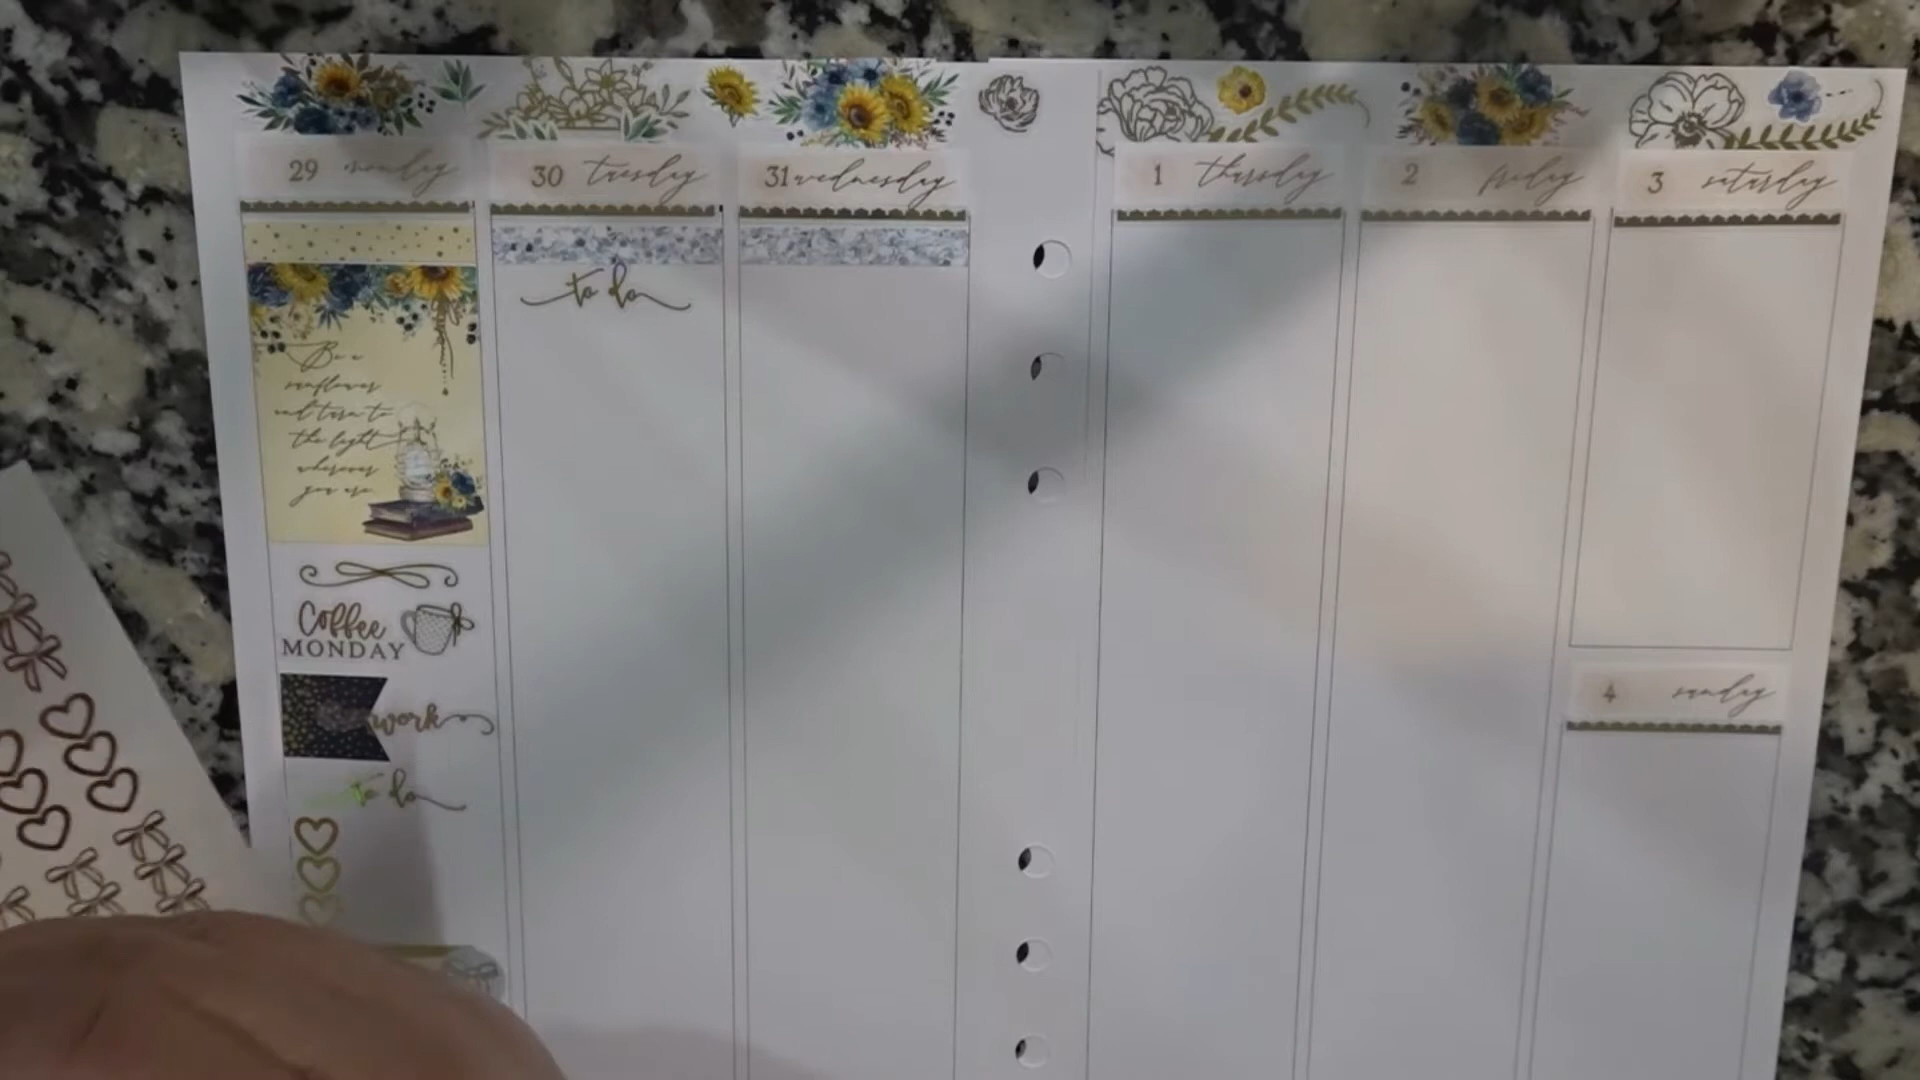 29 monday
30 tuesday
31 wednesday
1 thursday
2 friday
3 saturday
to do
Be a
sunflower
and turn to
the light
wherever
you are
Coffee
MONDAY
work
to do
4 sunday